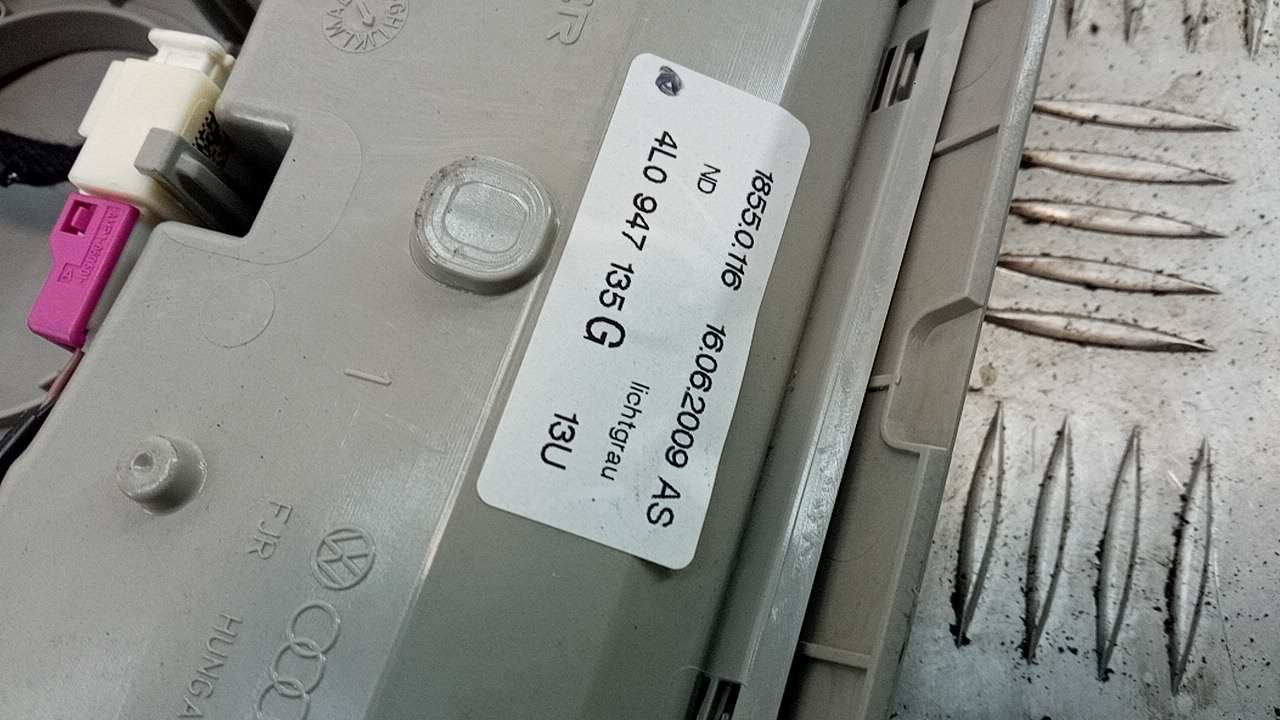 1855.0.116 16.06.2009 AS
ND lichtgrau
4L0 947 135 G 13U
FJR
HUNGA